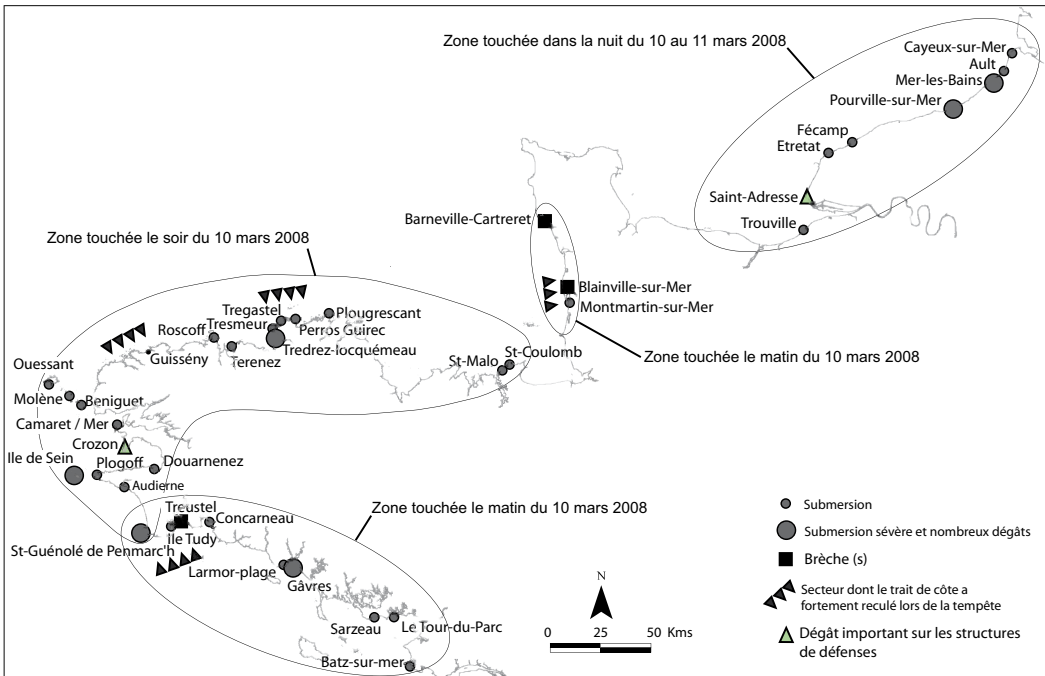 Zone touchée dans la nuit du 10 au 11 mars 2008
Cayeux-sur-Mer
Ault
Mer-les-Bains
Pourville-sur-Mer
Fécamp
Etretat
Saint-Adresse
Trouville
Barneville-Cartreret
Blainville-sur-Mer
Montmartin-sur-Mer
Zone touchée le matin du 10 mars 2008
Zone touchée le soir du 10 mars 2008
Plougrescant
Tregastel
Perros Guirec
Tresmeur
Tredrez-locquémeau
Roscoff
Terenez
Guissény
St-Coulomb
St-Malo
Ouessant
Molène
Beniguet
Camaret / Mer
Crozon
Ile de Sein
Plogoff
Douarnenez
Audierne
Zone touchée le matin du 10 mars 2008
Treustel
Concarneau
Ile Tudy
St-Guénolé de Penmarc'h
Larmor-plage
Gâvres
Sarzeau
Le Tour-du-Parc
Batz-sur-mer
N
0 25 50 Kms
Submersion
Submersion sévère et nombreux dégâts
Brèche (s)
Secteur dont le trait de côte a
fortement reculé lors de la tempête
Dégât important sur les structures
de défenses